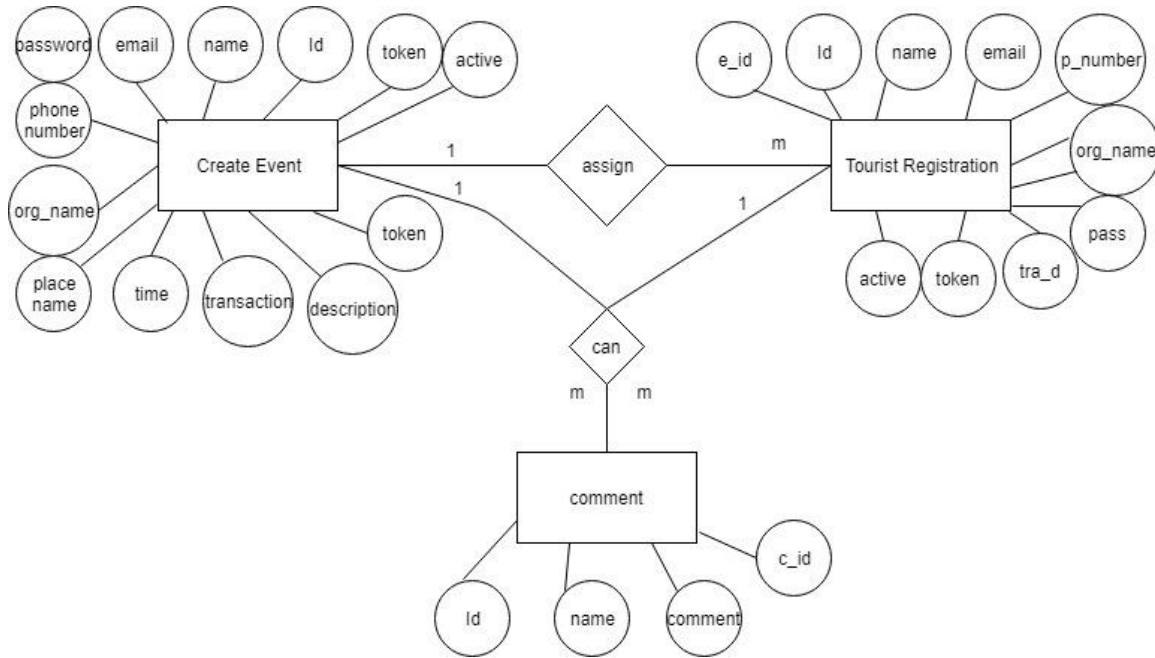 password
email
name
Id
token
active
phone
number
Create Event
org_name
place
name
time
transaction
description
token
1
assign
m
1
1
e_id
Id
name
email
p_number
Tourist Registration
org_name
pass
active
token
tra_d
can
m
m
comment
Id
name
comment
c_id